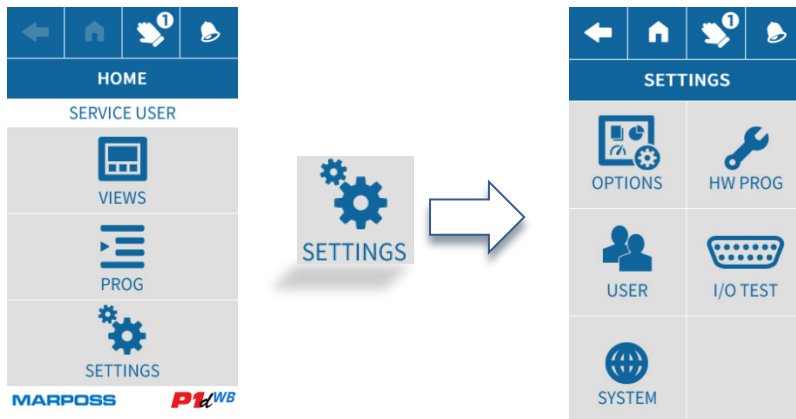 1
HOME
SERVICE USER
VIEWS
PROG
SETTINGS
MARPOSS P1dWB
SETTINGS
1
SETTINGS
OPTIONS HW PROG
USER I/O TEST
SYSTEM